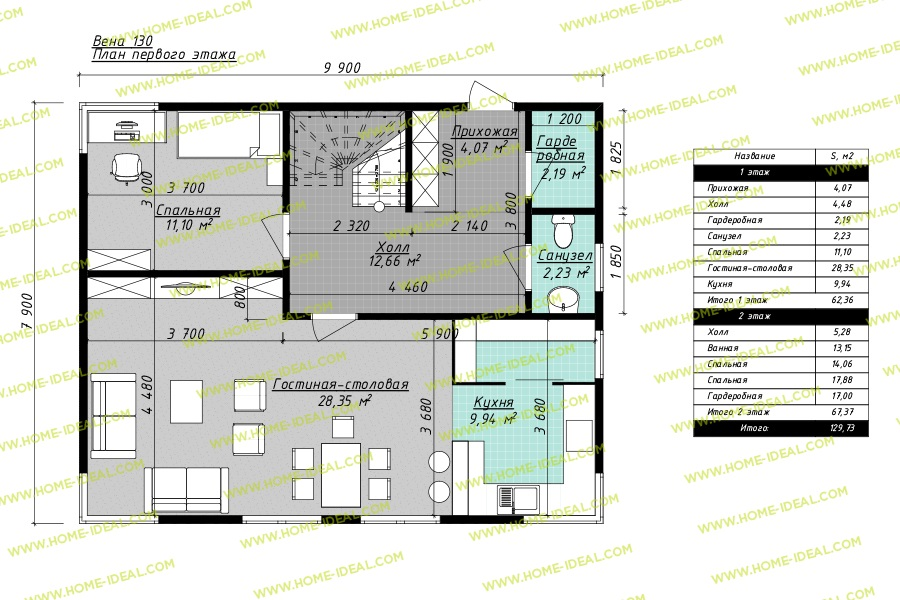 Вена 130
План первого этажа
9 900
7 900
Прихожая
4,07 м²
1 900
1 200
Гарде
робная
2,19 м²
1 825
3 000
3 700
Спальная
11,10 м²
2 320
2 140
3 800
Холл
12,66 м²
Санузел
2,23 м²
1 850
4 460
800
3 700
5 900
4 480
Гостиная-столовая
28,35 м²
3 680
Кухня
9,94 м²
3 680
Название S, м2
1 этаж
Прихожая 4,07
Холл 4,48
Гардеробная 2,19
Санузел 2,23
Спальная 11,10
Гостиная-столовая 28,35
Кухня 9,94
Итого 1 этаж 62,36
2 этаж
Холл 5,28
Ванная 13,15
Спальная 14,06
Спальная 17,88
Гардеробная 17,00
Итого 2 этаж 67,37
Итого: 129,73
WWW.HOME-IDEAL.COM